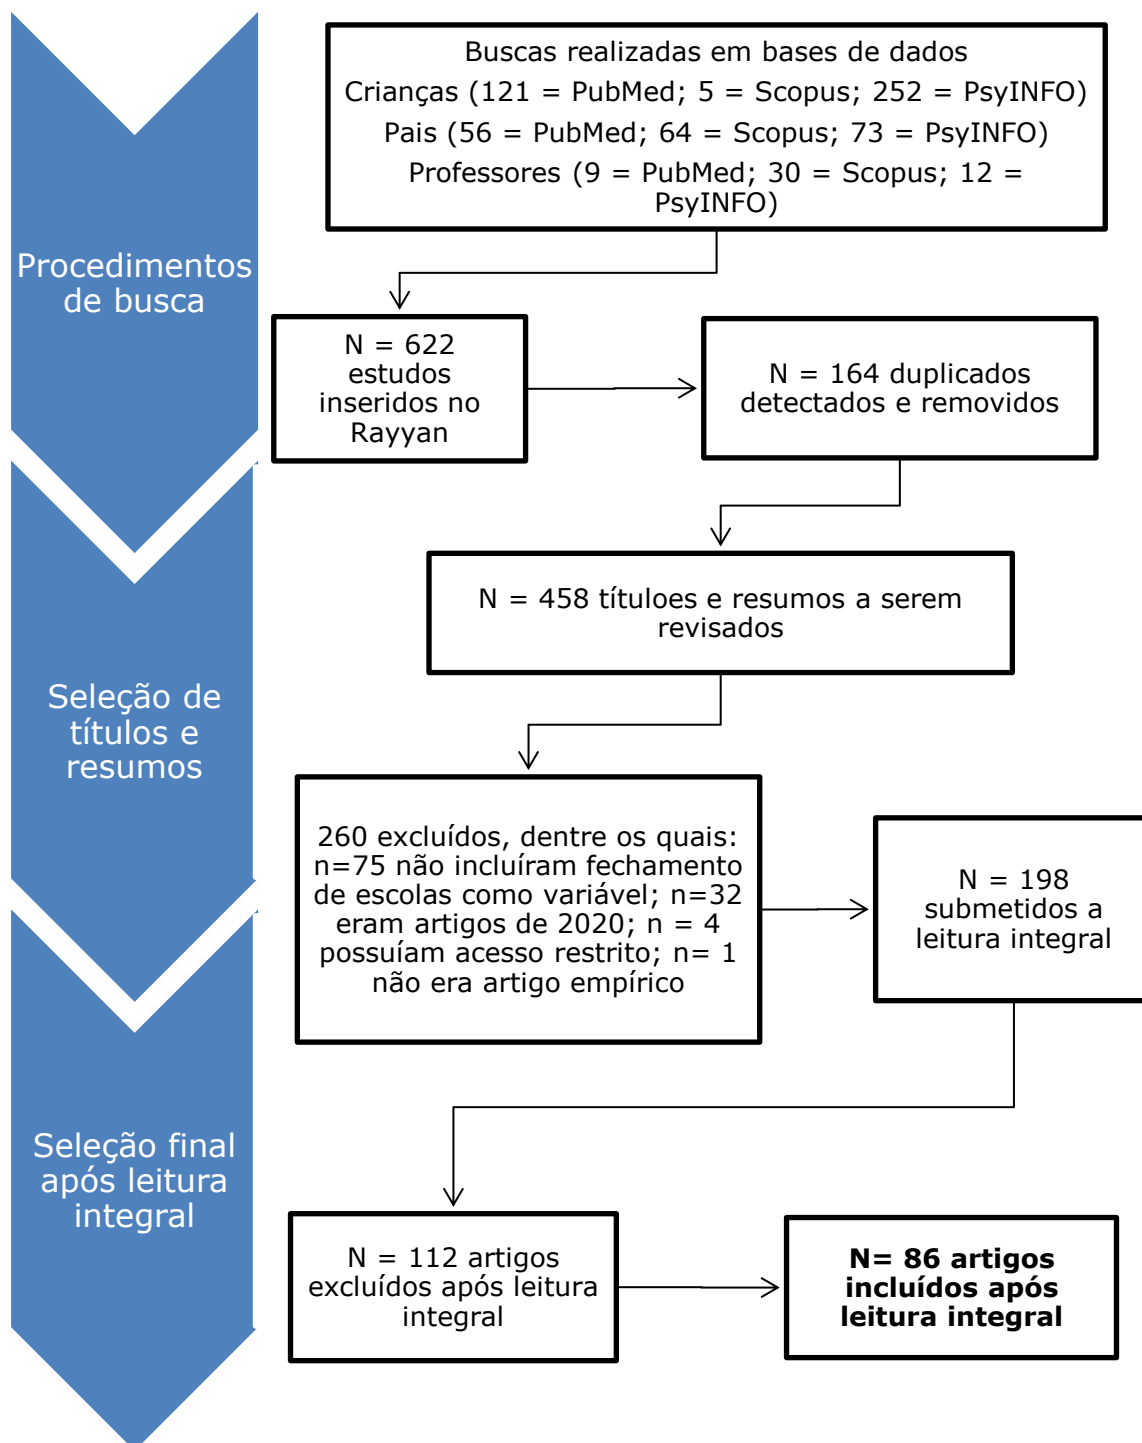 Buscas realizadas em bases de dados
Crianças (121 = PubMed; 5 = Scopus; 252 = PsyINFO)
Pais (56 = PubMed; 64 = Scopus; 73 = PsyINFO)
Professores (9 = PubMed; 30 = Scopus; 12 =
PsyINFO)
Procedimentos
de busca
N = 622
estudos
inseridos no
Rayyan
N = 164 duplicados
detectados e removidos
N = 458 títuloes e resumos a serem
revisados
Seleção de
títulos e
resumos
260 excluídos, dentre os quais:
n=75 não incluíram fechamento
de escolas como variável; n=32
eram artigos de 2020; n = 4
possuíam acesso restrito; n= 1
não era artigo empírico
N = 198
submetidos a
leitura integral
Seleção final
após leitura
integral
N = 112 artigos
excluídos após leitura
integral
N= 86 artigos
incluídos após
leitura integral